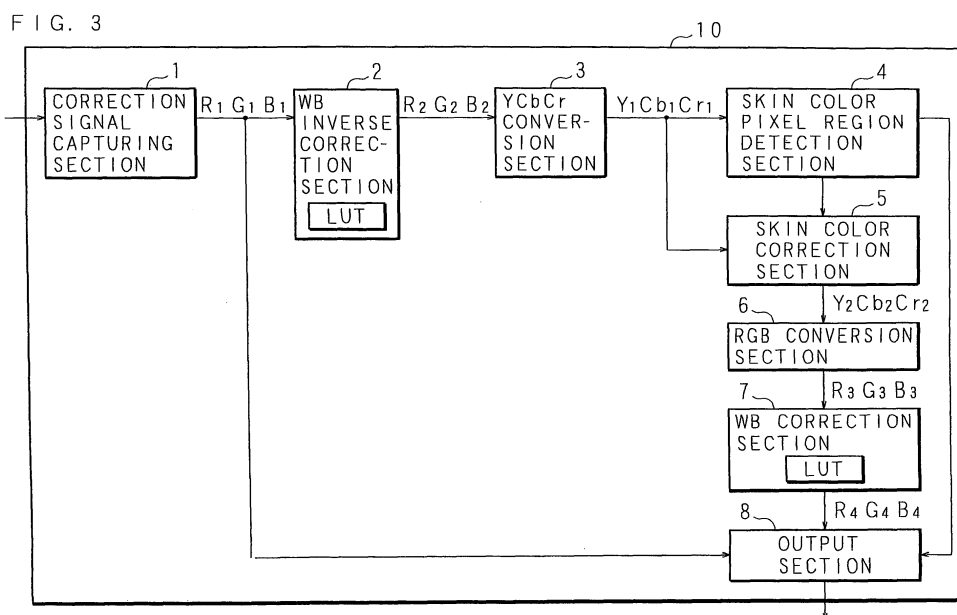 FIG. 3
10
1
CORRECTION
SIGNAL
CAPTURING
SECTION
R1 G1 B1
2
WB
INVERSE
CORREC-
TION
SECTION
LUT
R2 G2 B2
3
YCbCr
CONVER-
SION
SECTION
Y1Cb1Cr1
4
SKIN COLOR
PIXEL REGION
DETECTION
SECTION
5
SKIN COLOR
CORRECTION
SECTION
Y2Cb2Cr2
6
RGB CONVERSION
SECTION
R3 G3 B3
7
WB CORRECTION
SECTION
LUT
R4 G4 B4
8
OUTPUT
SECTION